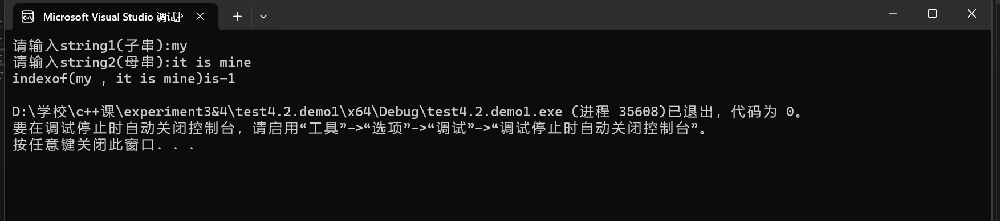 Microsoft Visual Studio 调试
请输入string1(子串):my
请输入string2(母串):it is mine
indexof(my , it is mine)is-1
D:\学校\c++课\experiment3&4\test4.2.demo1\x64\Debug\test4.2.demo1.exe (进程 35608)已退出，代码为 0。
要在调试停止时自动关闭控制台，请启用“工具”->“选项”->“调试”->“调试停止时自动关闭控制台”。
按任意键关闭此窗口. . .